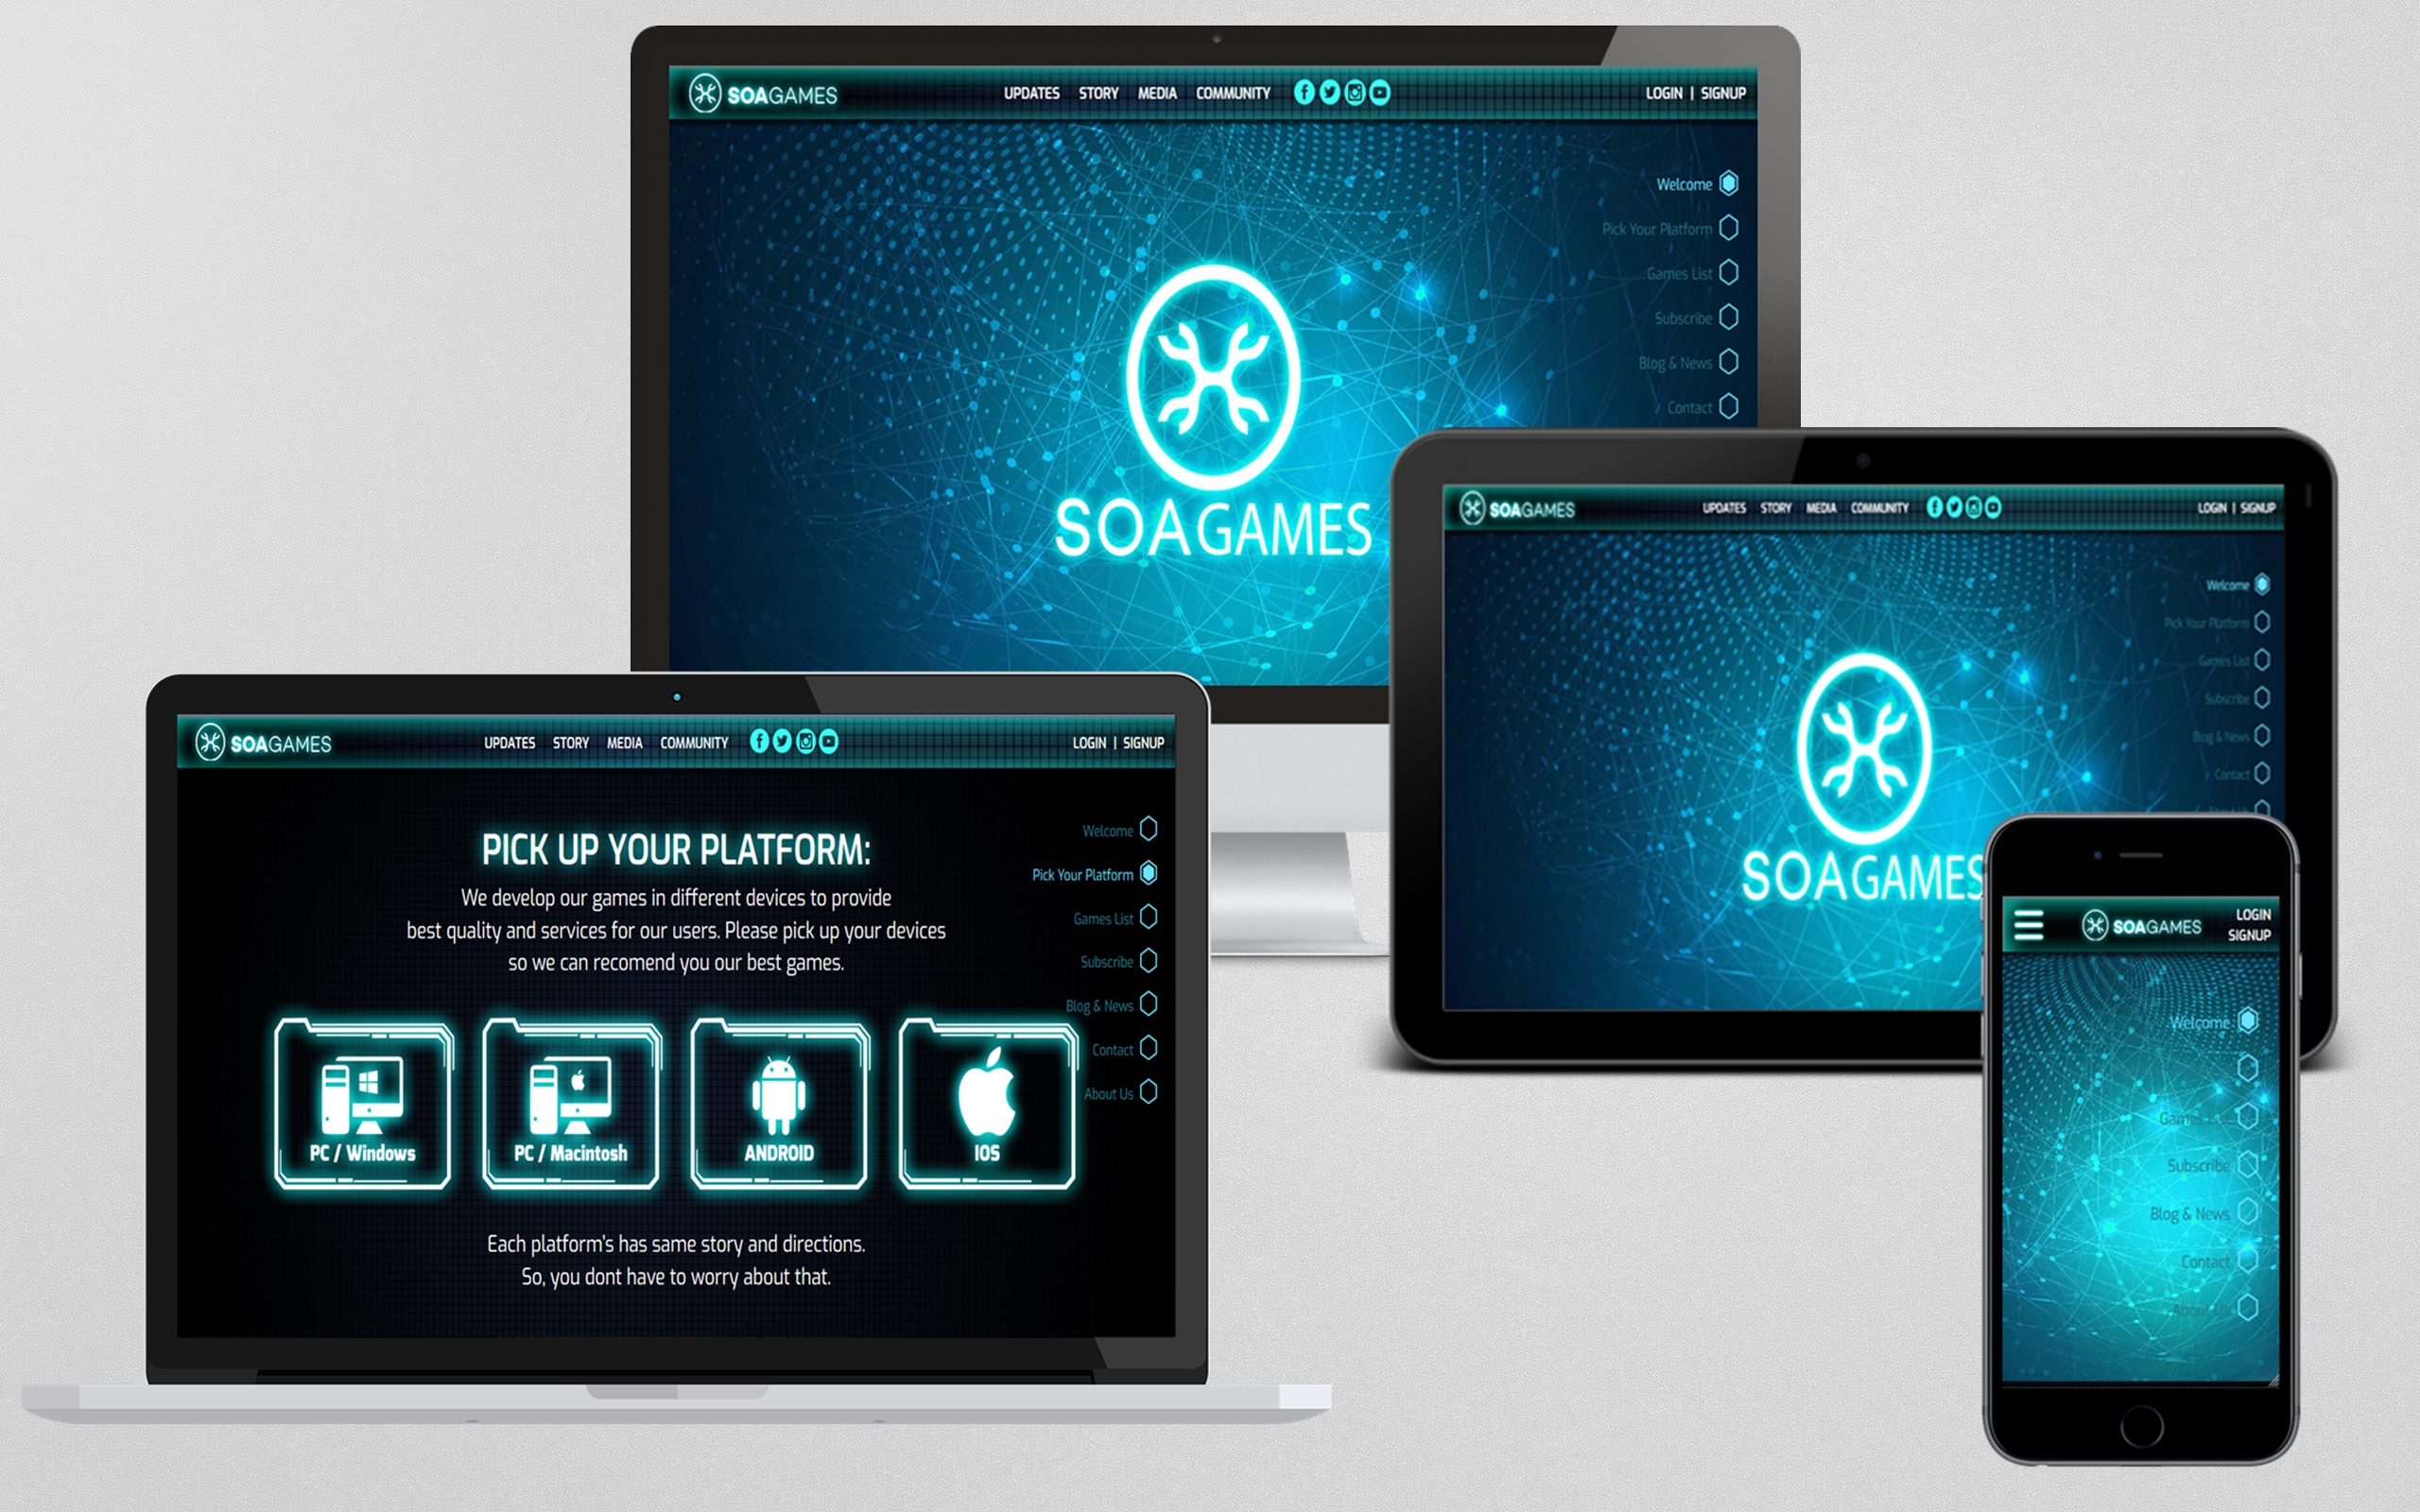 SOAGAMES
UPDATES STORY MEDIA COMMUNITY
LOGIN | SIGNUP
Welcome
Pick Your Platform
Games List
Subscribe
Blog & News
Contact
SOAGAMES
SOAGAMES
UPDATES STORY MEDIA COMMUNITY
LOGIN | SIGNUP
Welcome
Pick Your Platform
Games List
Subscribe
Blog & News
Contact
SOAGAMES
SOAGAMES
UPDATES STORY MEDIA COMMUNITY
LOGIN | SIGNUP
PICK UP YOUR PLATFORM:
We develop our games in different devices to provide
best quality and services for our users. Please pick up your devices
so we can recomend you our best games.
Welcome
Pick Your Platform
Games List
Subscribe
Blog & News
Contact
About Us
PC / Windows
PC / Macintosh
ANDROID
IOS
Each platform's has same story and directions.
So, you dont have to worry about that.
SOAGAMES
LOGIN
SIGNUP
Welcome
Games
Subscribe
Blog & News
Contact
About Us